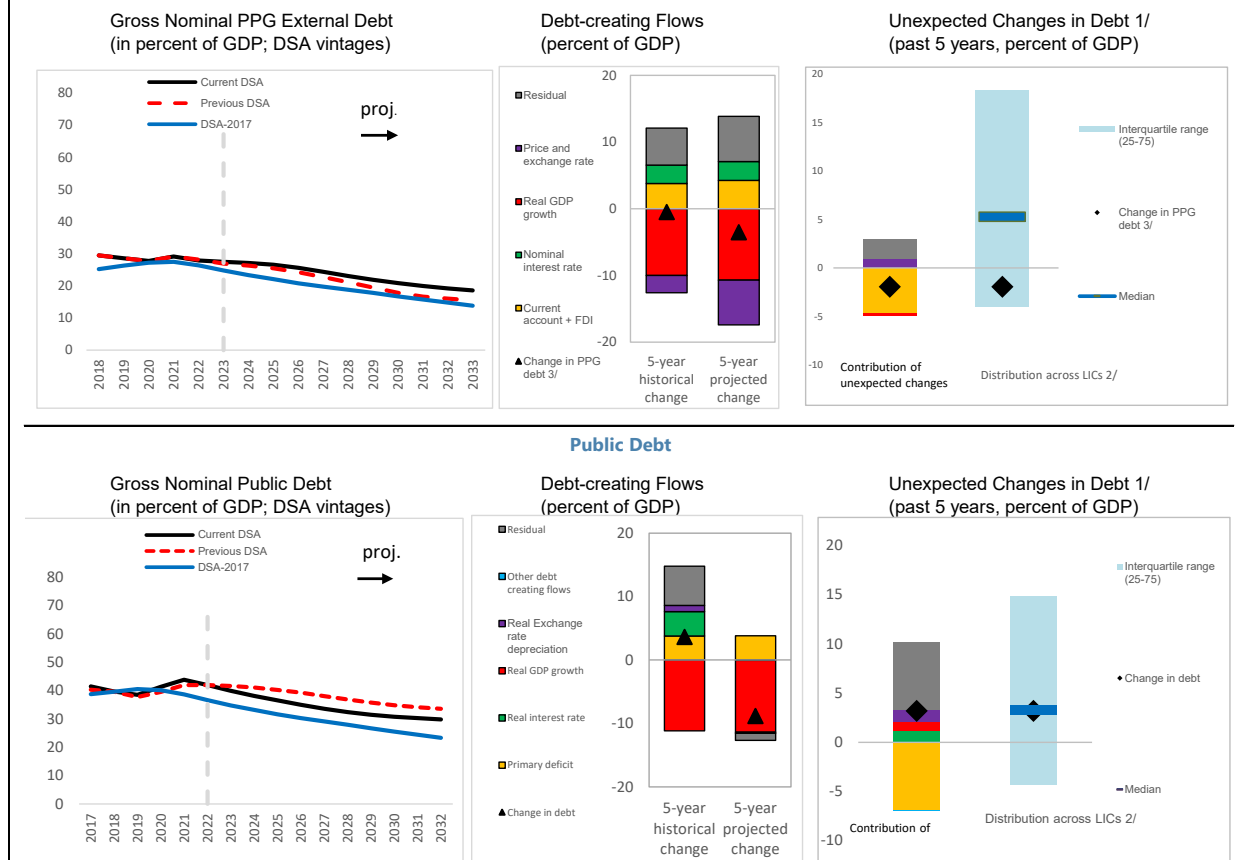 Gross Nominal PPG External Debt
(in percent of GDP; DSA vintages)
Current DSA
Previous DSA
DSA-2017
proj.
80
70
60
50
40
30
20
10
0
2018
2019
2020
2021
2022
2023
2024
2025
2026
2027
2028
2029
2030
2031
2032
2033
Debt-creating Flows
(percent of GDP)
Residual
Price and
exchange rate
Real GDP
growth
Nominal
interest rate
Current
account + FDI
Change in PPG
debt 3/
20
10
0
-10
-20
5-year
historical
change
5-year
projected
change
Unexpected Changes in Debt 1/
(past 5 years, percent of GDP)
20
15
10
5
0
-5
-10
Contribution of
unexpected changes
Distribution across LICs 2/
Interquartile range
(25-75)
Change in PPG
debt 3/
Median
Public Debt
Gross Nominal Public Debt
(in percent of GDP; DSA vintages)
Current DSA
Previous DSA
DSA-2017
proj.
80
70
60
50
40
30
20
10
0
2017
2018
2019
2020
2021
2022
2023
2024
2025
2026
2027
2028
2029
2030
2031
2032
Debt-creating Flows
(percent of GDP)
Residual
Other debt
creating flows
Real Exchange
rate
depreciation
Real GDP growth
Real interest rate
Primary deficit
Change in debt
20
10
0
-10
-20
5-year
historical
change
5-year
projected
change
Unexpected Changes in Debt 1/
(past 5 years, percent of GDP)
20
15
10
5
0
-5
-10
Contribution of
Distribution across LICs 2/
Interquartile range
(25-75)
Change in debt
Median